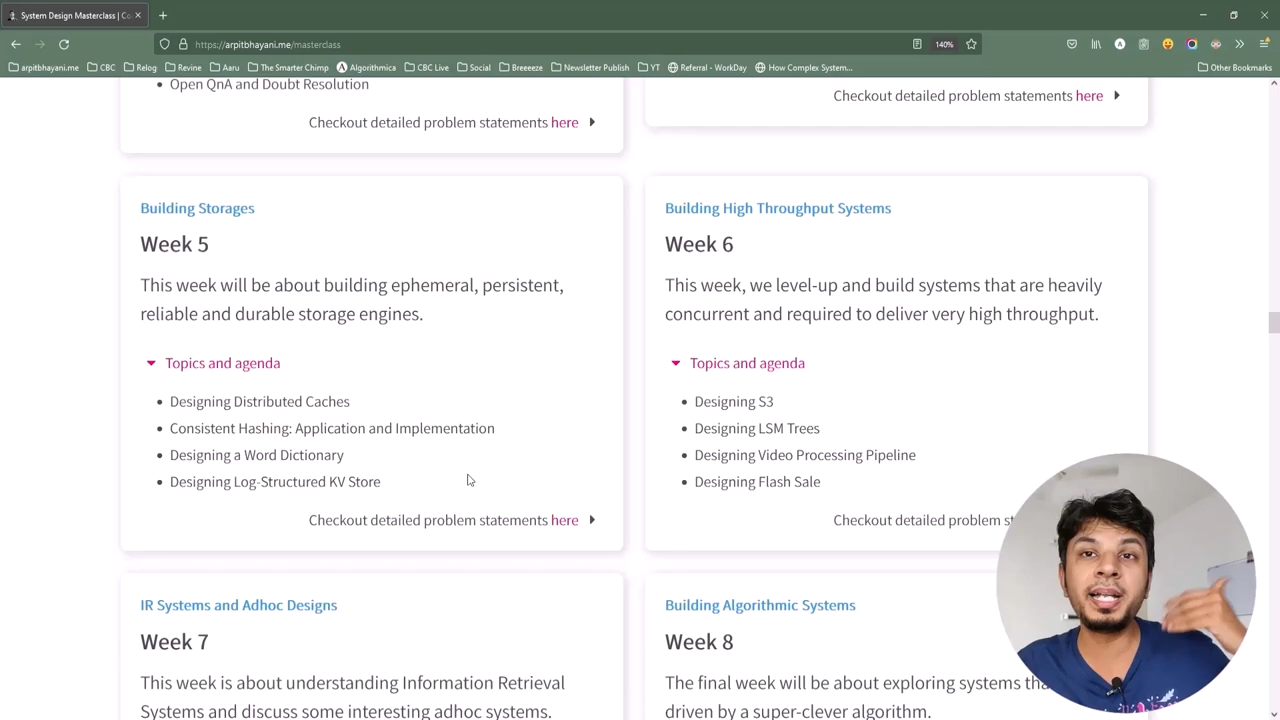 System Design Masterclass | Co
https://arpitbhayani.me/masterclass
140%
arpitbhayani.me
CBC
Relog
Revine
Aaru
The Smarter Chimp
Algorithmica
CBC Live
Social
Breeeeze
Newsletter Publish
YT
Referral - WorkDay
How Complex System...
Other Bookmarks
Open QnA and Doubt Resolution
Checkout detailed problem statements here
Checkout detailed problem statements here
Building Storages
Week 5
This week will be about building ephemeral, persistent,
reliable and durable storage engines.
Topics and agenda
Designing Distributed Caches
Consistent Hashing: Application and Implementation
Designing a Word Dictionary
Designing Log-Structured KV Store
Checkout detailed problem statements here
Building High Throughput Systems
Week 6
This week, we level-up and build systems that are heavily
concurrent and required to deliver very high throughput.
Topics and agenda
Designing S3
Designing LSM Trees
Designing Video Processing Pipeline
Designing Flash Sale
Checkout detailed problem
IR Systems and Adhoc Designs
Week 7
This week is about understanding Information Retrieval
Systems and discuss some interesting adhoc systems.
Building Algorithmic Systems
Week 8
The final week will be about exploring systems
driven by a super-clever algorithm.